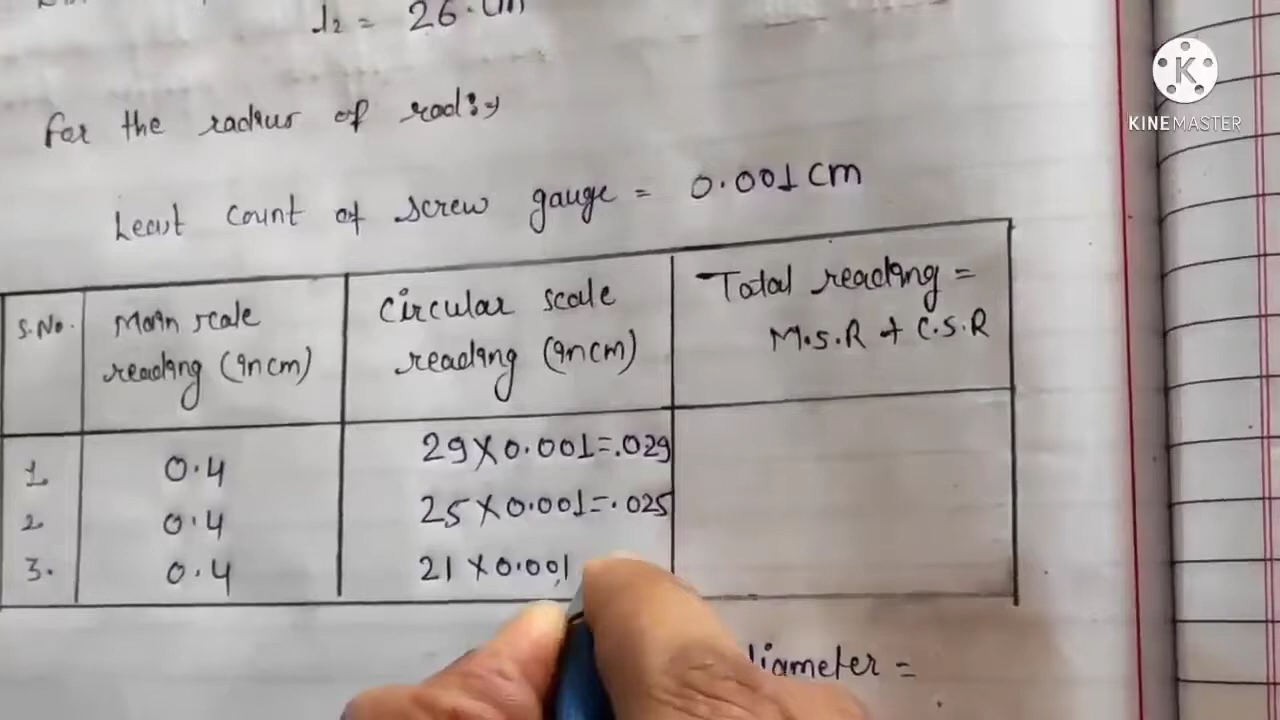 l2 = 26.cm
for the radius of rod:→
Least count of screw gauge = 0.001 cm
S.No.
Main scale
reading (in cm)
Circular scale
reading (in cm)
Total reading =
M.S.R + C.S.R
1. 0.4 29 × 0.001 = .029
2 0.4 25 × 0.001 = .025
3. 0.4 21 × 0.001
diameter =
KINEMASTER